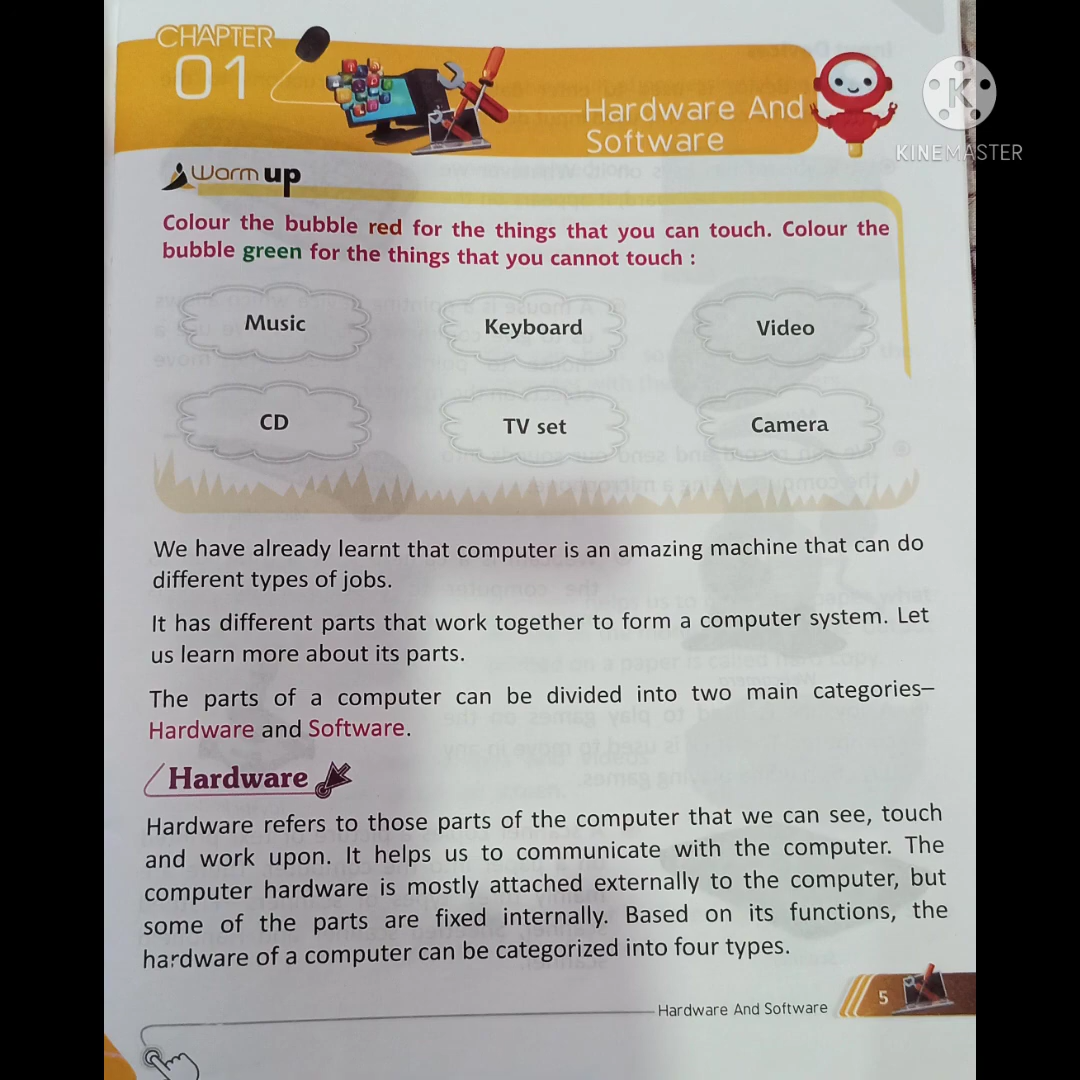 CHAPTER
01
Hardware And
Software
KINEMASTER
Warm up
Colour the bubble red for the things that you can touch. Colour the
bubble green for the things that you cannot touch :
Music
Keyboard
Video
CD
TV set
Camera
We have already learnt that computer is an amazing machine that can do
different types of jobs.
It has different parts that work together to form a computer system. Let
us learn more about its parts.
The parts of a computer can be divided into two main categories–
Hardware and Software.
Hardware
Hardware refers to those parts of the computer that we can see, touch
and work upon. It helps us to communicate with the computer. The
computer hardware is mostly attached externally to the computer, but
some of the parts are fixed internally. Based on its functions, the
hardware of a computer can be categorized into four types.
Hardware And Software
5